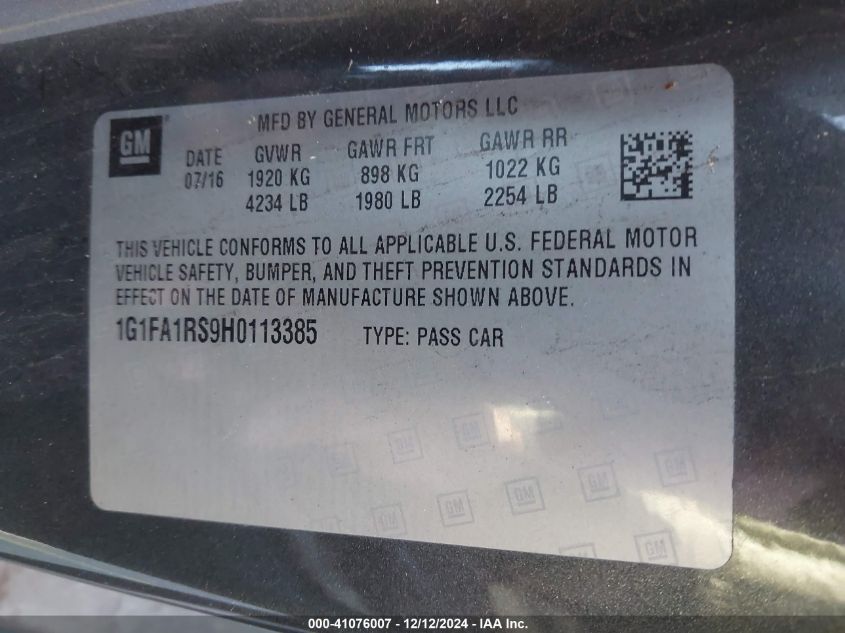 MFD BY GENERAL MOTORS LLC
GM
DATE GVWR GAWR FRT GAWR RR
07/16 1920 KG 898 KG 1022 KG
4234 LB 1980 LB 2254 LB
THIS VEHICLE CONFORMS TO ALL APPLICABLE U.S. FEDERAL MOTOR
VEHICLE SAFETY, BUMPER, AND THEFT PREVENTION STANDARDS IN
EFFECT ON THE DATE OF MANUFACTURE SHOWN ABOVE.
1G1FA1RS9H0113385 TYPE: PASS CAR
000-41076007 - 12/12/2024 - IAA Inc.